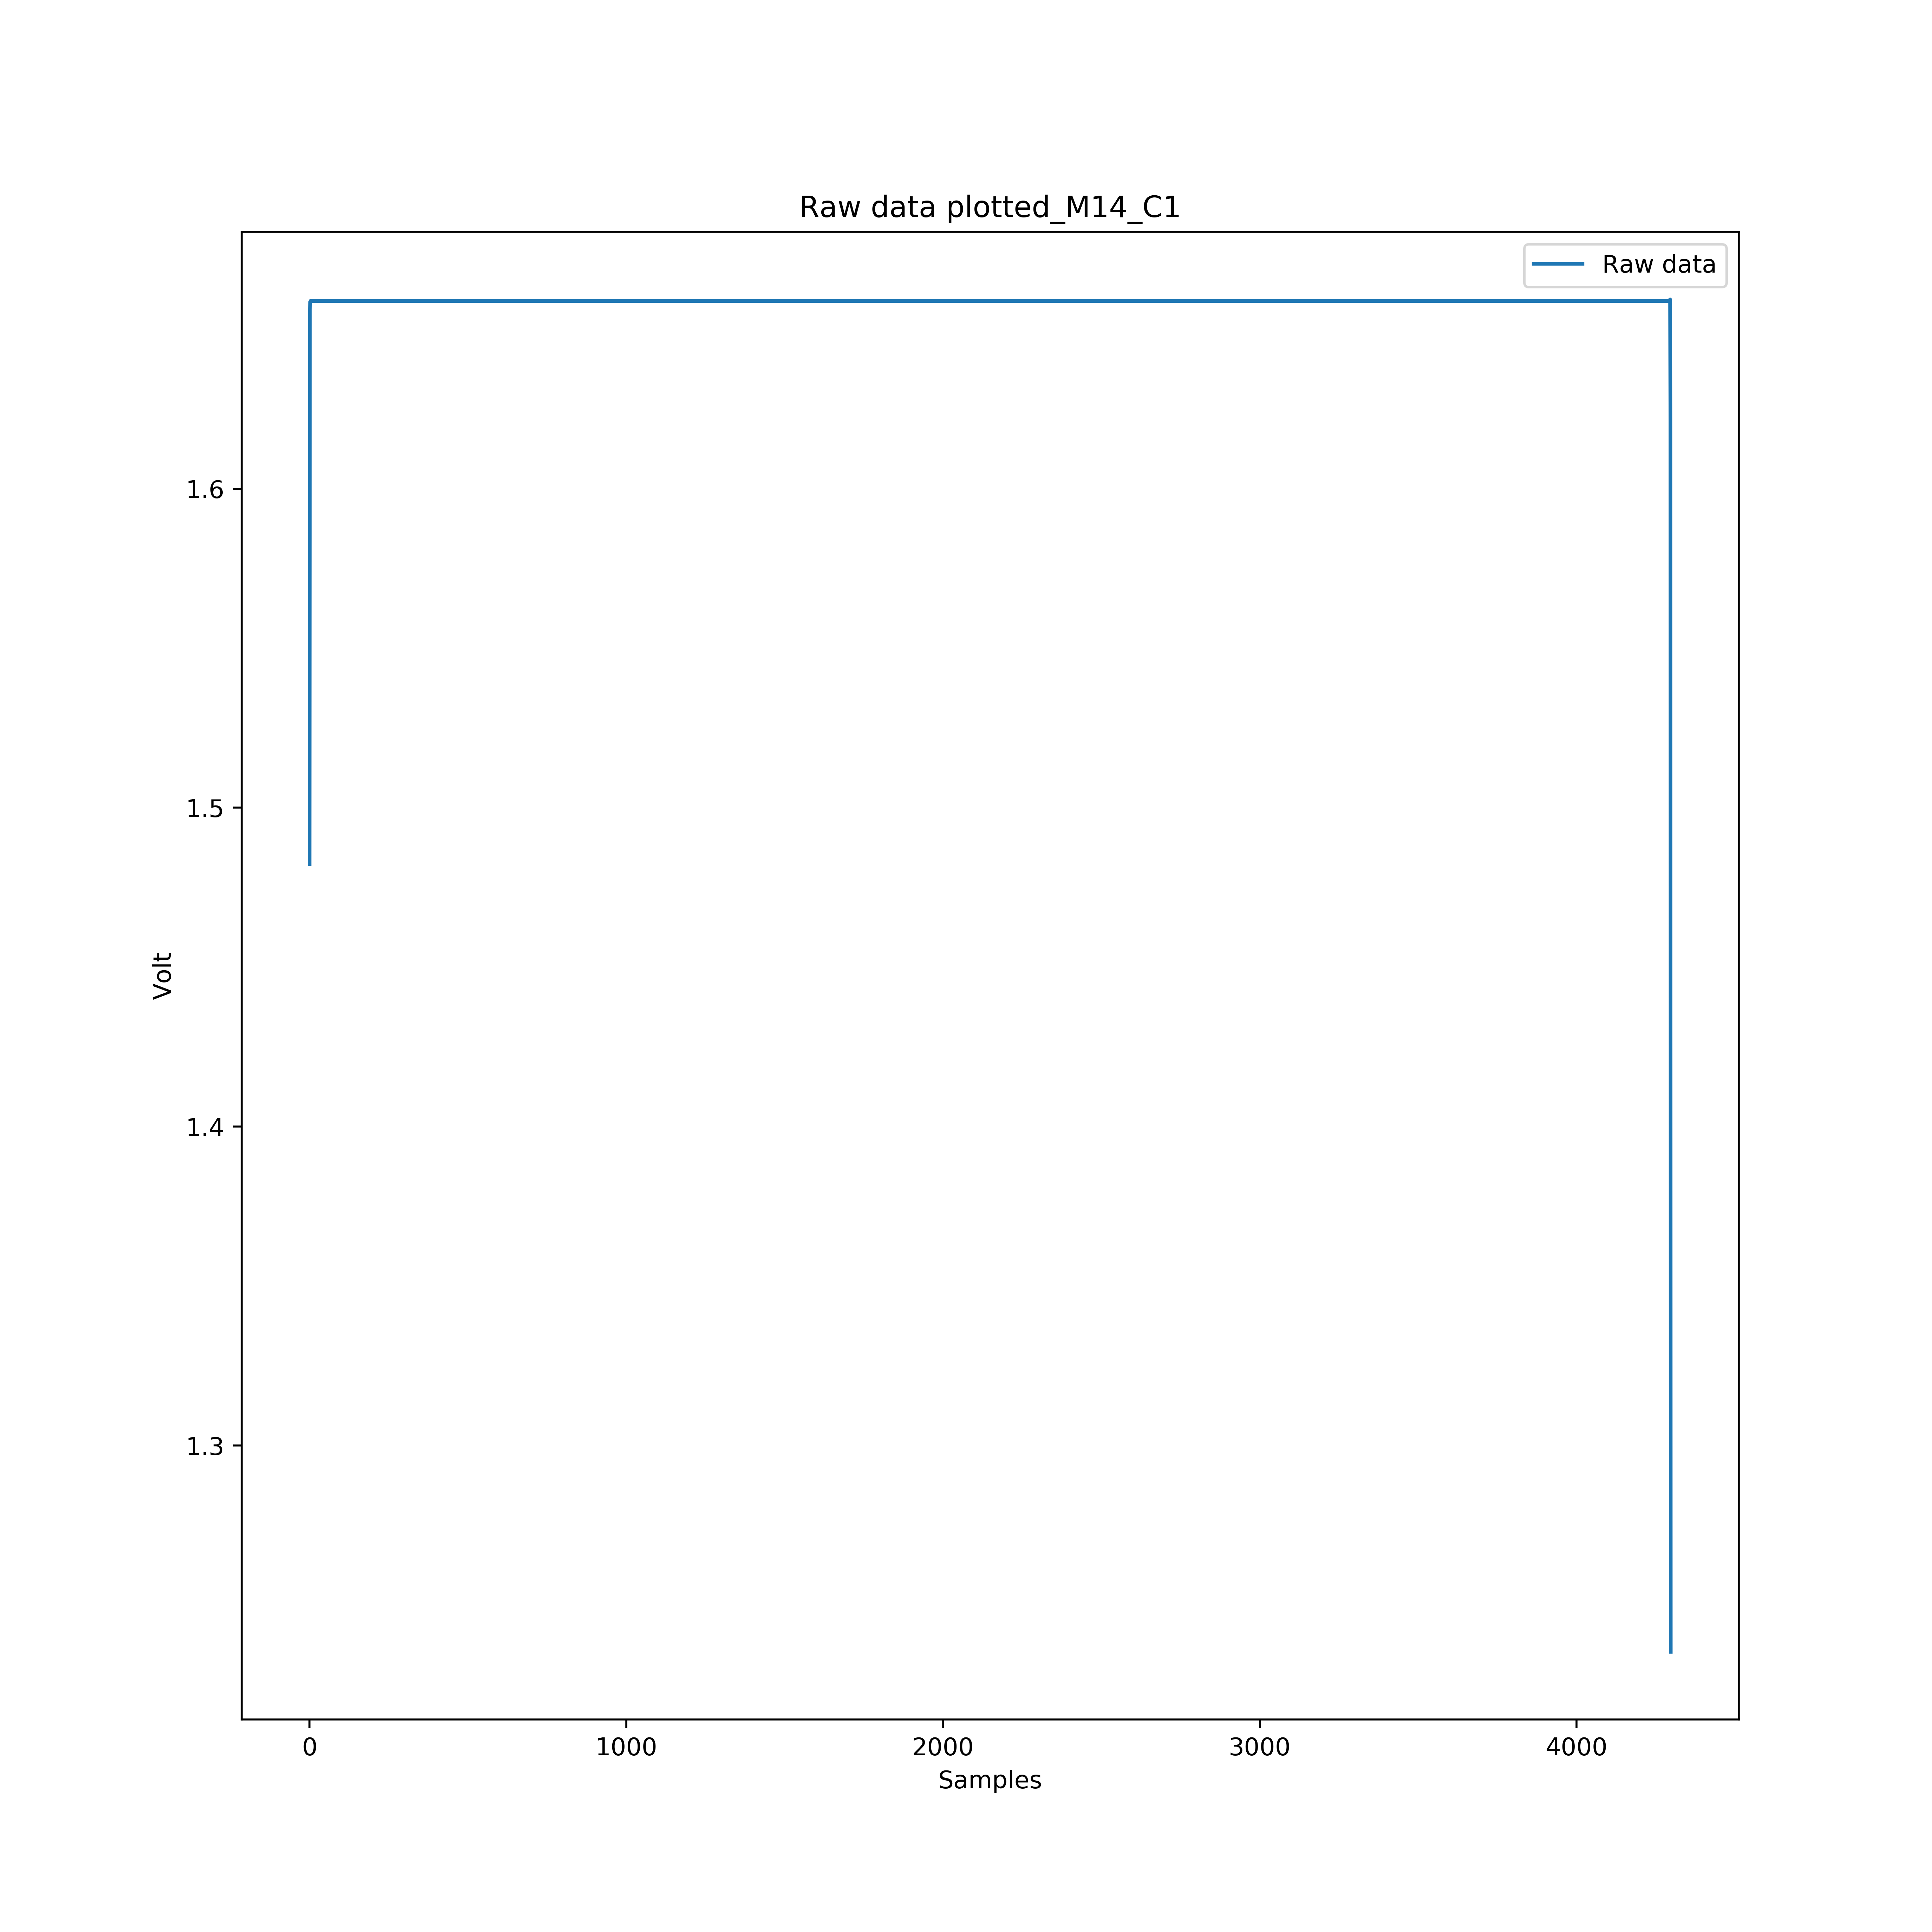 Raw data plotted_M14_C1
Raw data
1.6
1.5
1.4
1.3
Volt
0 1000 2000 3000 4000
Samples